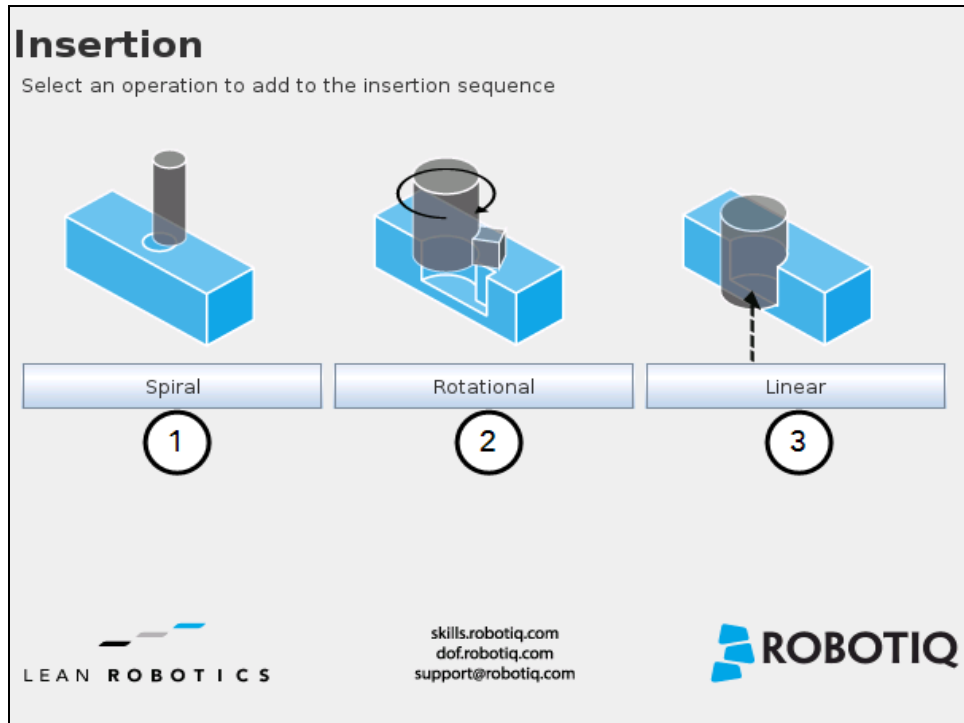 Insertion
Select an operation to add to the insertion sequence
Spiral
Rotational
Linear
1
2
3
skills.robotiq.com
dof.robotiq.com
support@robotiq.com
LEAN ROBOTICS
ROBOTIQ